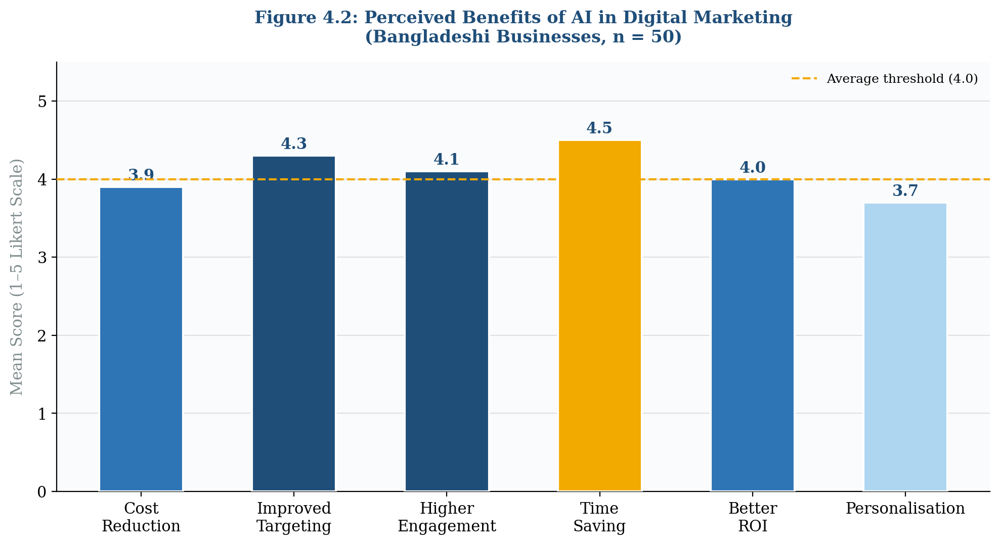 Figure 4.2: Perceived Benefits of AI in Digital Marketing
(Bangladeshi Businesses, n = 50)
Average threshold (4.0)
Mean Score (1–5 Likert Scale)
5
4
3
2
1
0
3.9
4.3
4.1
4.5
4.0
3.7
Cost
Reduction
Improved
Targeting
Higher
Engagement
Time
Saving
Better
ROI
Personalisation